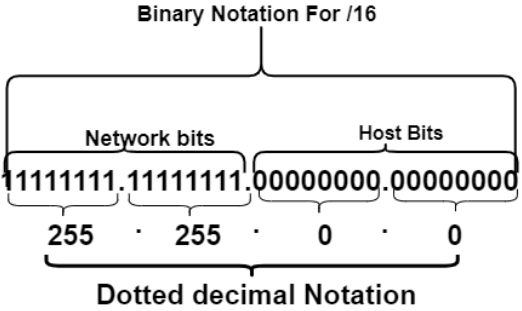 Binary Notation For /16
Network bits
Host Bits
11111111.11111111.00000000.00000000
255 . 255 . 0 . 0
Dotted decimal Notation